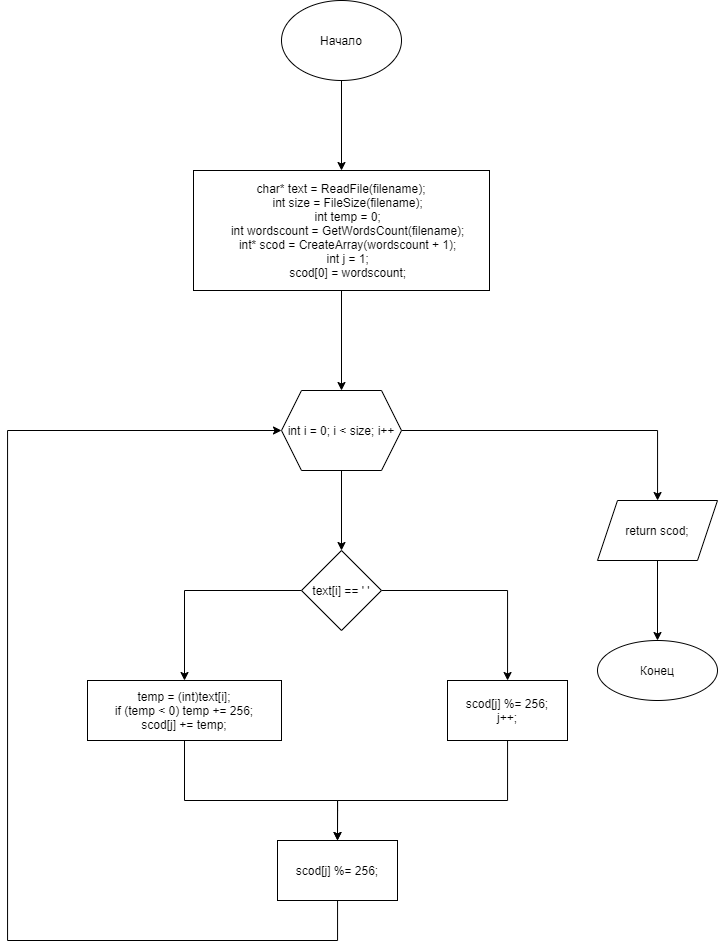 Начало
char* text = ReadFile(filename);
int size = FileSize(filename);
int temp = 0;
int wordscount = GetWordsCount(filename);
int* scod = CreateArray(wordscount + 1);
int j = 1;
scod[0] = wordscount;
int i = 0; i < size; i++
return scod;
text[i] == ' '
Конец
temp = (int)text[i];
if (temp < 0) temp += 256;
scod[j] += temp;
scod[j] %= 256;
j++;
scod[j] %= 256;